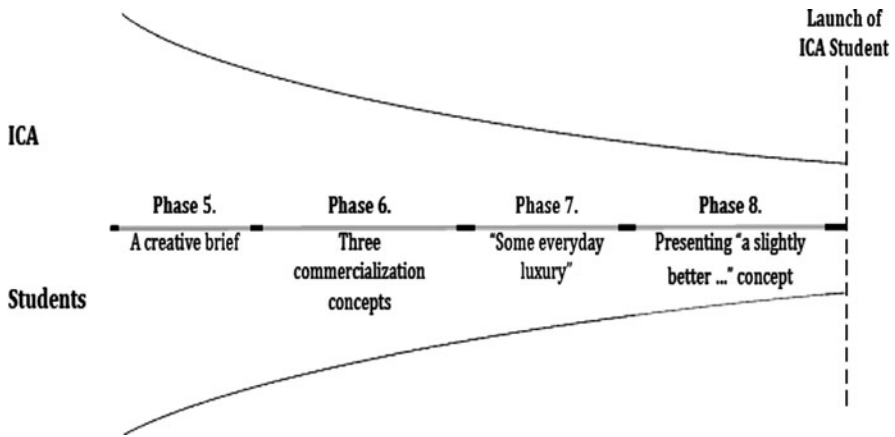 Launch of
ICA Student
ICA
Phase 5.
Phase 6.
Phase 7.
Phase 8.
A creative brief
Three
commercialization
concepts
"Some everyday
luxury"
Presenting "a slightly
better ..." concept
Students